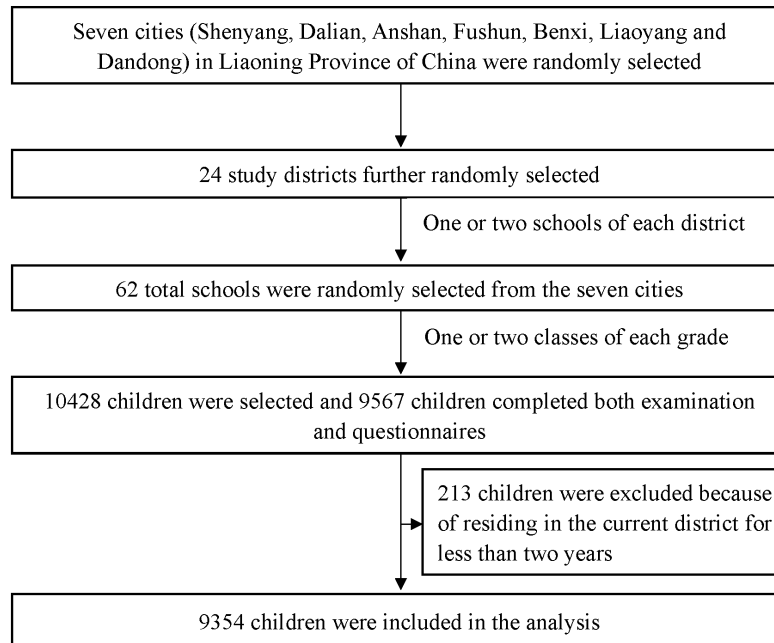 Seven cities (Shenyang, Dalian, Anshan, Fushun, Benxi, Liaoyang and
Dandong) in Liaoning Province of China were randomly selected
24 study districts further randomly selected
One or two schools of each district
62 total schools were randomly selected from the seven cities
One or two classes of each grade
10428 children were selected and 9567 children completed both examination
and questionnaires
213 children were excluded because
of residing in the current district for
less than two years
9354 children were included in the analysis